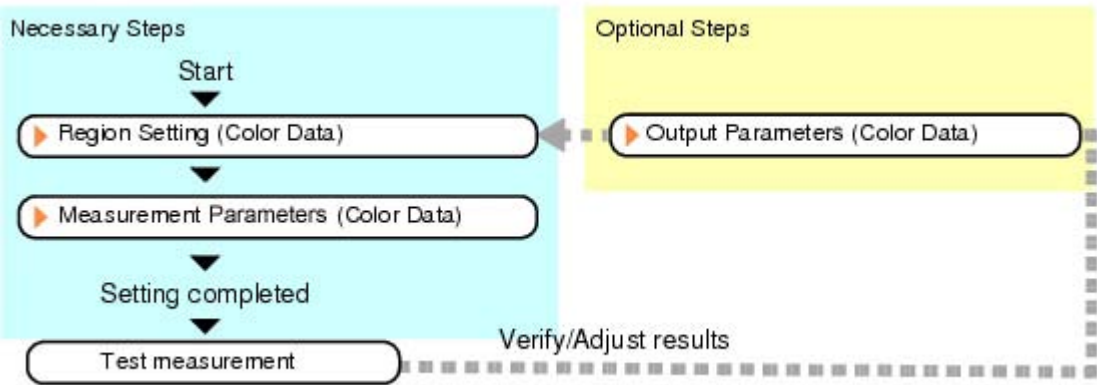 Necessary Steps
Start
Region Setting (Color Data)
Measurement Parameters (Color Data)
Setting completed
Test measurement
Verify/Adjust results
Optional Steps
Output Parameters (Color Data)